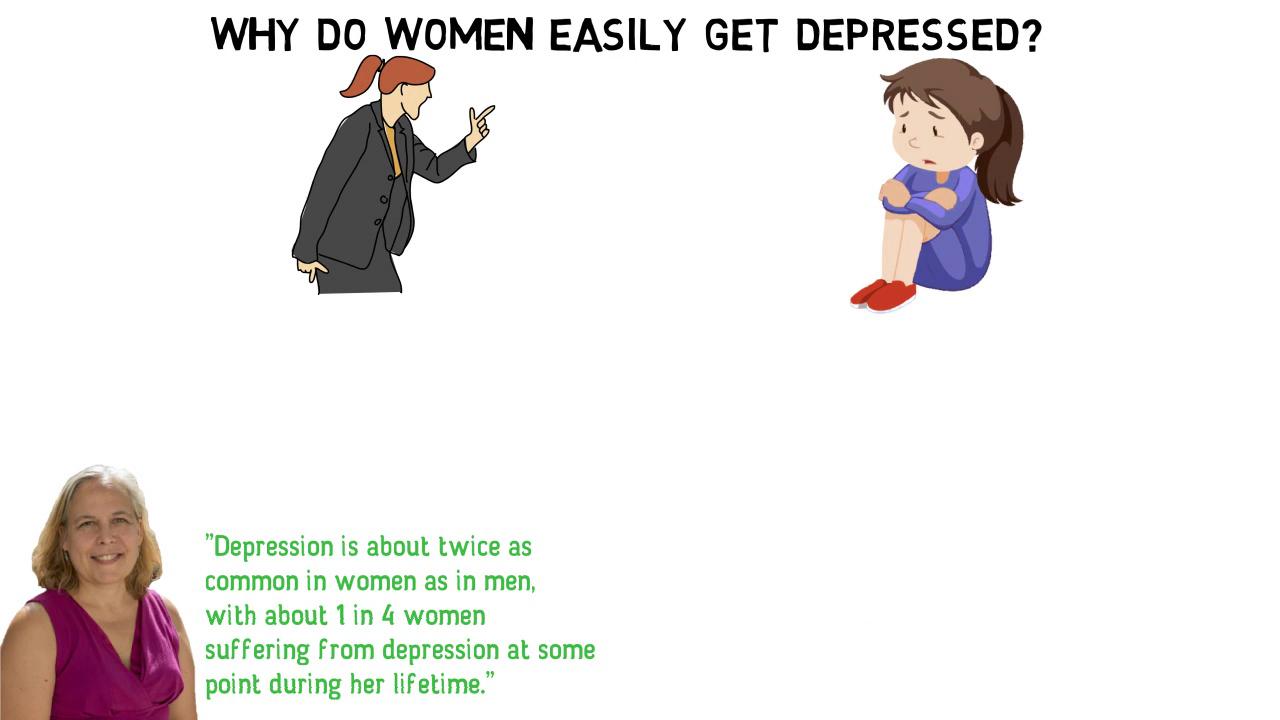 WHY DO WOMEN EASILY GET DEPRESSED?
"Depression is about twice as
common in women as in men,
with about 1 in 4 women
suffering from depression at some
point during her lifetime."